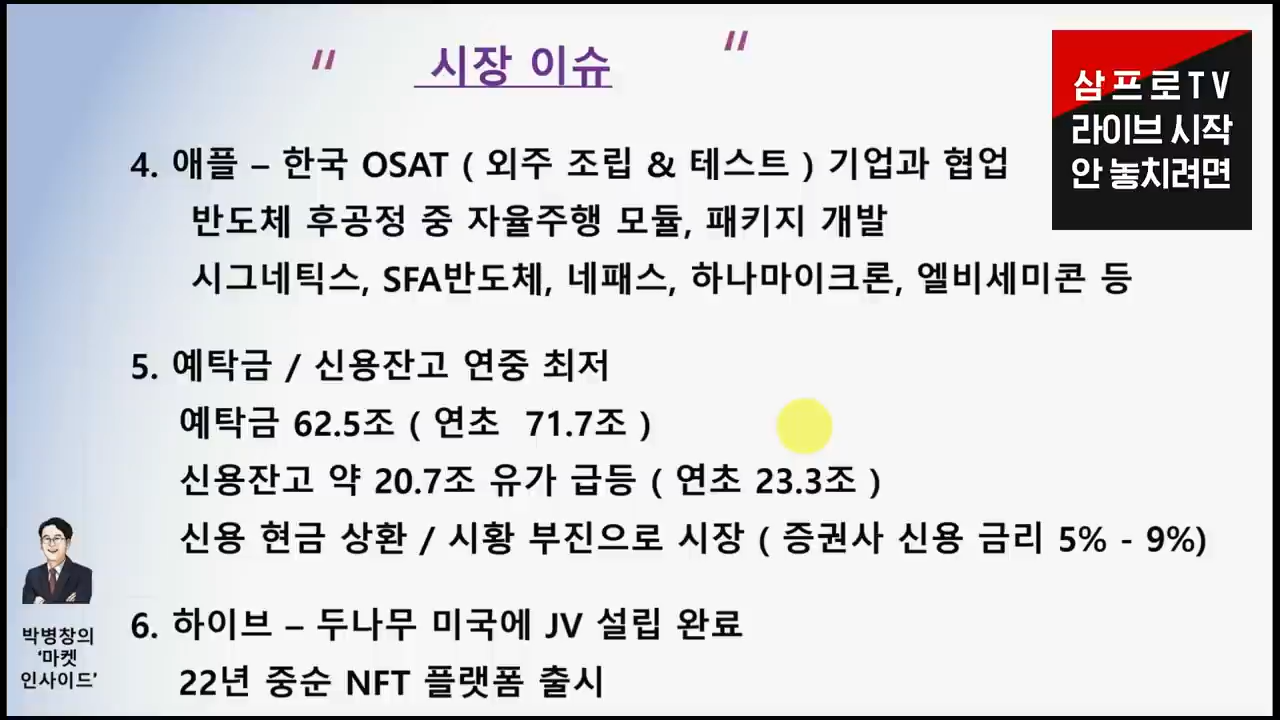 " 시장 이슈 "
삼프로TV
라이브 시작
안 놓치려면
4. 애플 – 한국 OSAT ( 외주 조립 & 테스트 ) 기업과 협업
반도체 후공정 중 자율주행 모듈, 패키지 개발
시그네틱스, SFA반도체, 네패스, 하나마이크론, 엘비세미콘 등
5. 예탁금 / 신용잔고 연중 최저
예탁금 62.5조 ( 연초 71.7조 )
신용잔고 약 20.7조 유가 급등 ( 연초 23.3조 )
신용 현금 상환 / 시황 부진으로 시장 ( 증권사 신용 금리 5% - 9%)
6. 하이브 – 두나무 미국에 JV 설립 완료
22년 중순 NFT 플랫폼 출시
박병창의
'마켓
인사이드'